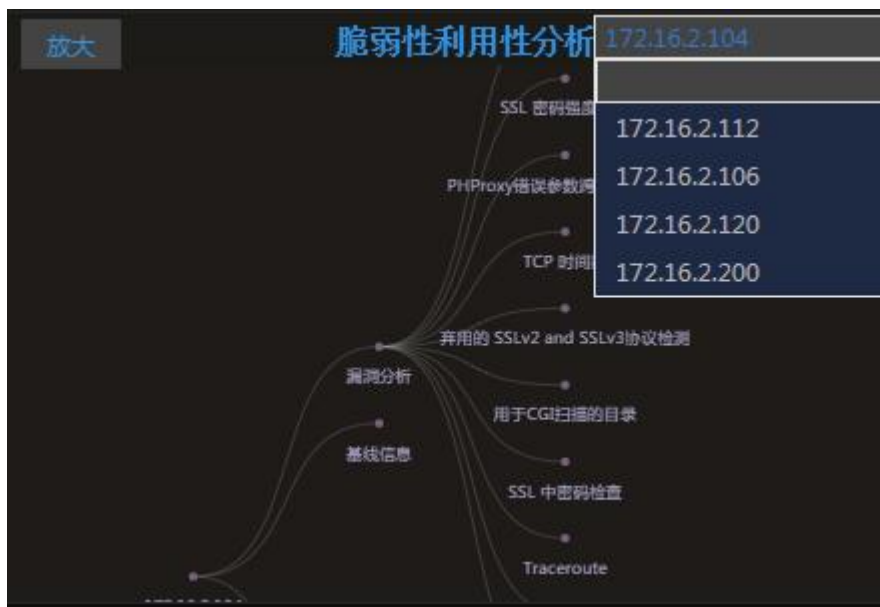 放大
脆弱性利用性分析
172.16.2.104
172.16.2.112
172.16.2.106
172.16.2.120
172.16.2.200
SSL 密码强度
PHProxy错误参数跨
TCP 时间
弃用的 SSLv2 and SSLv3协议检测
漏洞分析
用于CGI扫描的目录
基线信息
SSL 中密码检查
Traceroute